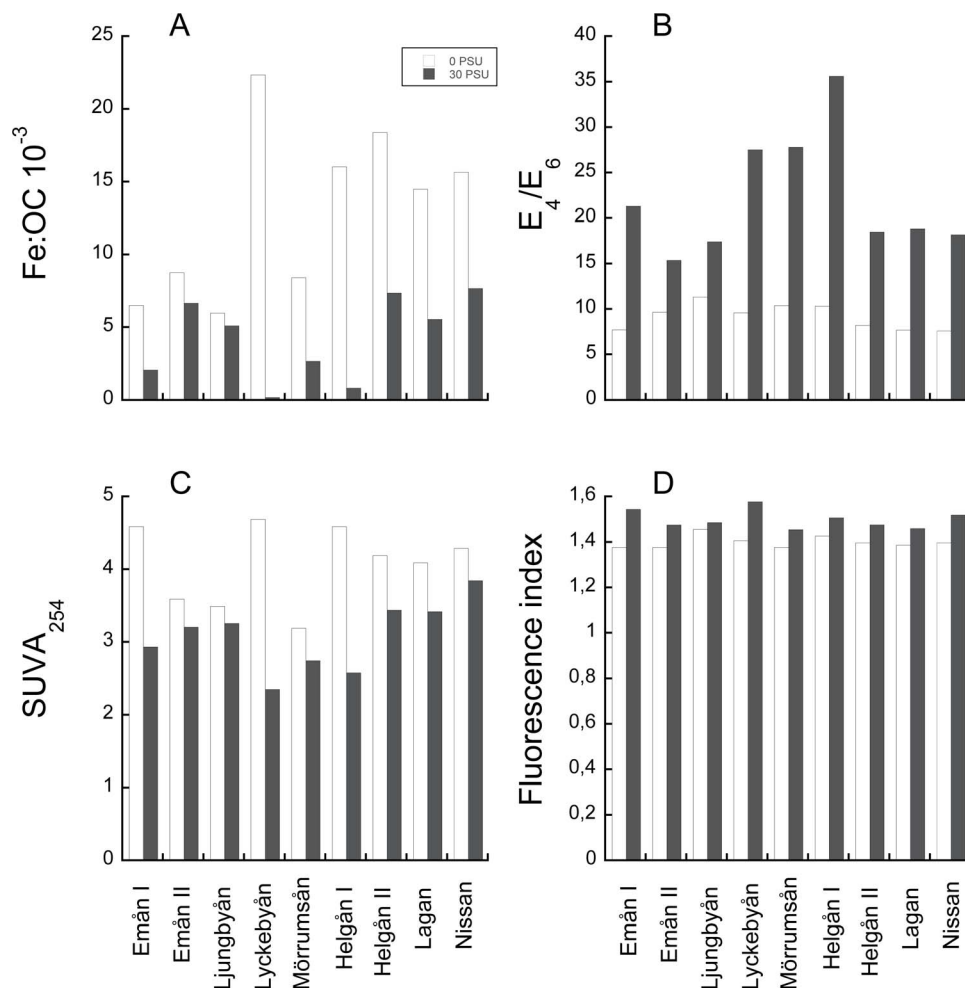 A
Fe:OC 10-3
25
20
15
10
5
0
0 PSU
30 PSU
B
E4/E6
40
35
30
25
20
15
10
5
0
C
SUVA254
5
4
3
2
1
0
Emån I
Emån II
Ljungbyån
Lyckebyån
Mörrumsån
Helgån I
Helgån II
Lagan
Nissan
D
Fluorescence index
1,6
1,4
1,2
1
0,8
0,6
0,4
0,2
0
Emån I
Emån II
Ljungbyån
Lyckebyån
Mörrumsån
Helgån I
Helgån II
Lagan
Nissan